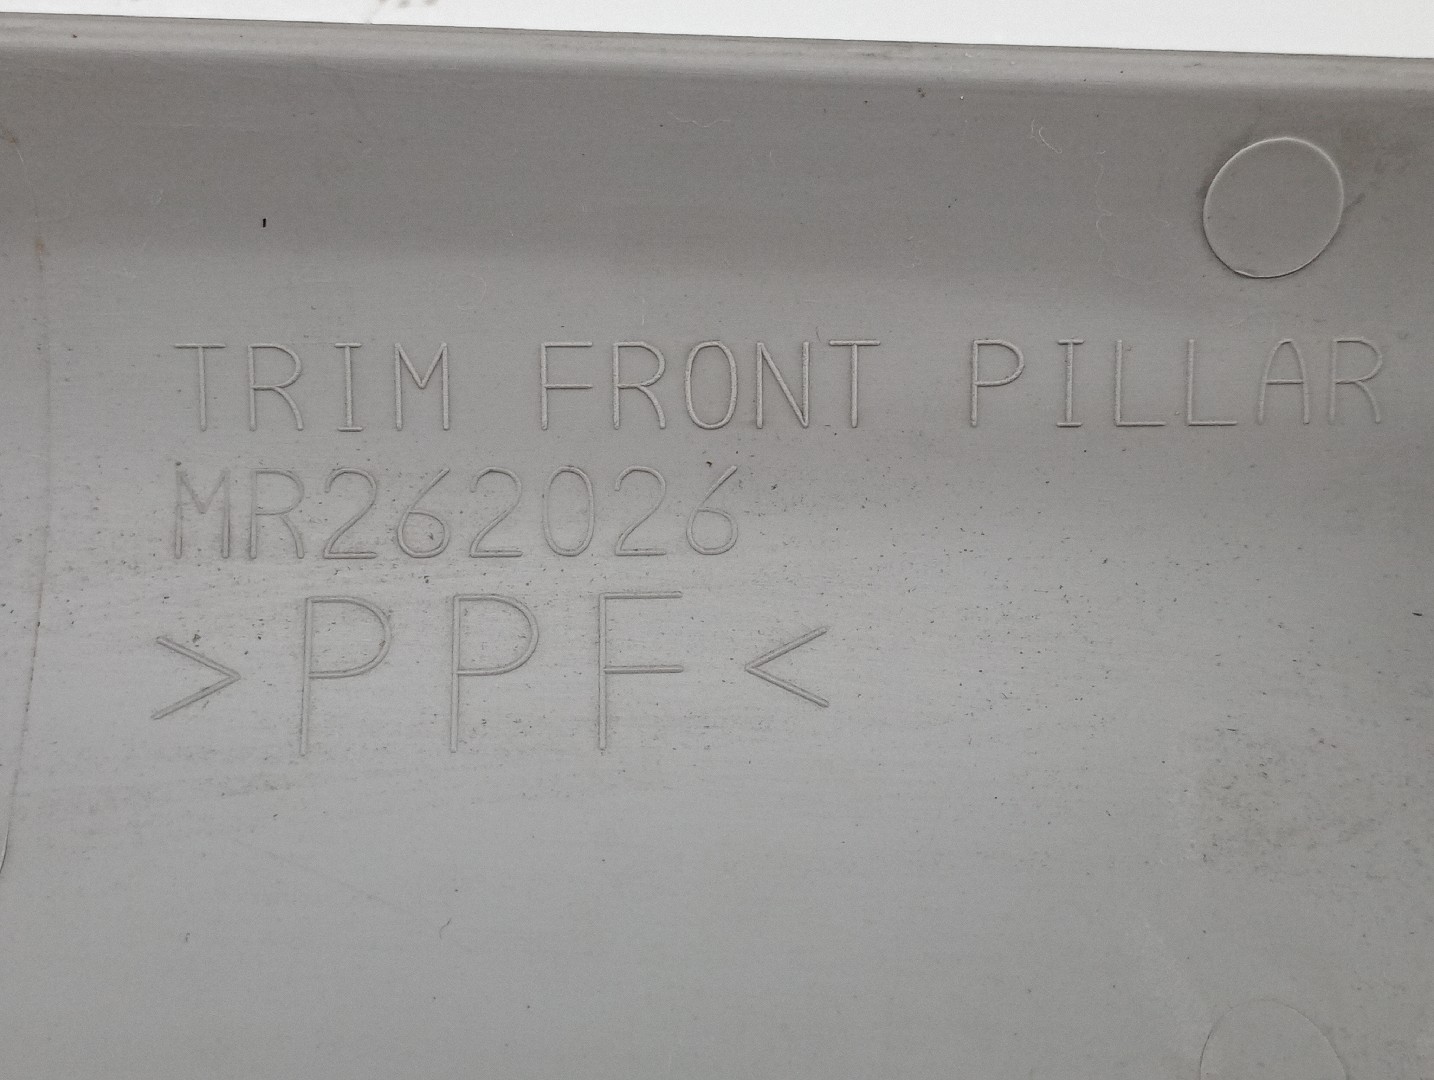 TRIM FRONT PILLAR
MR262026
>PPF<